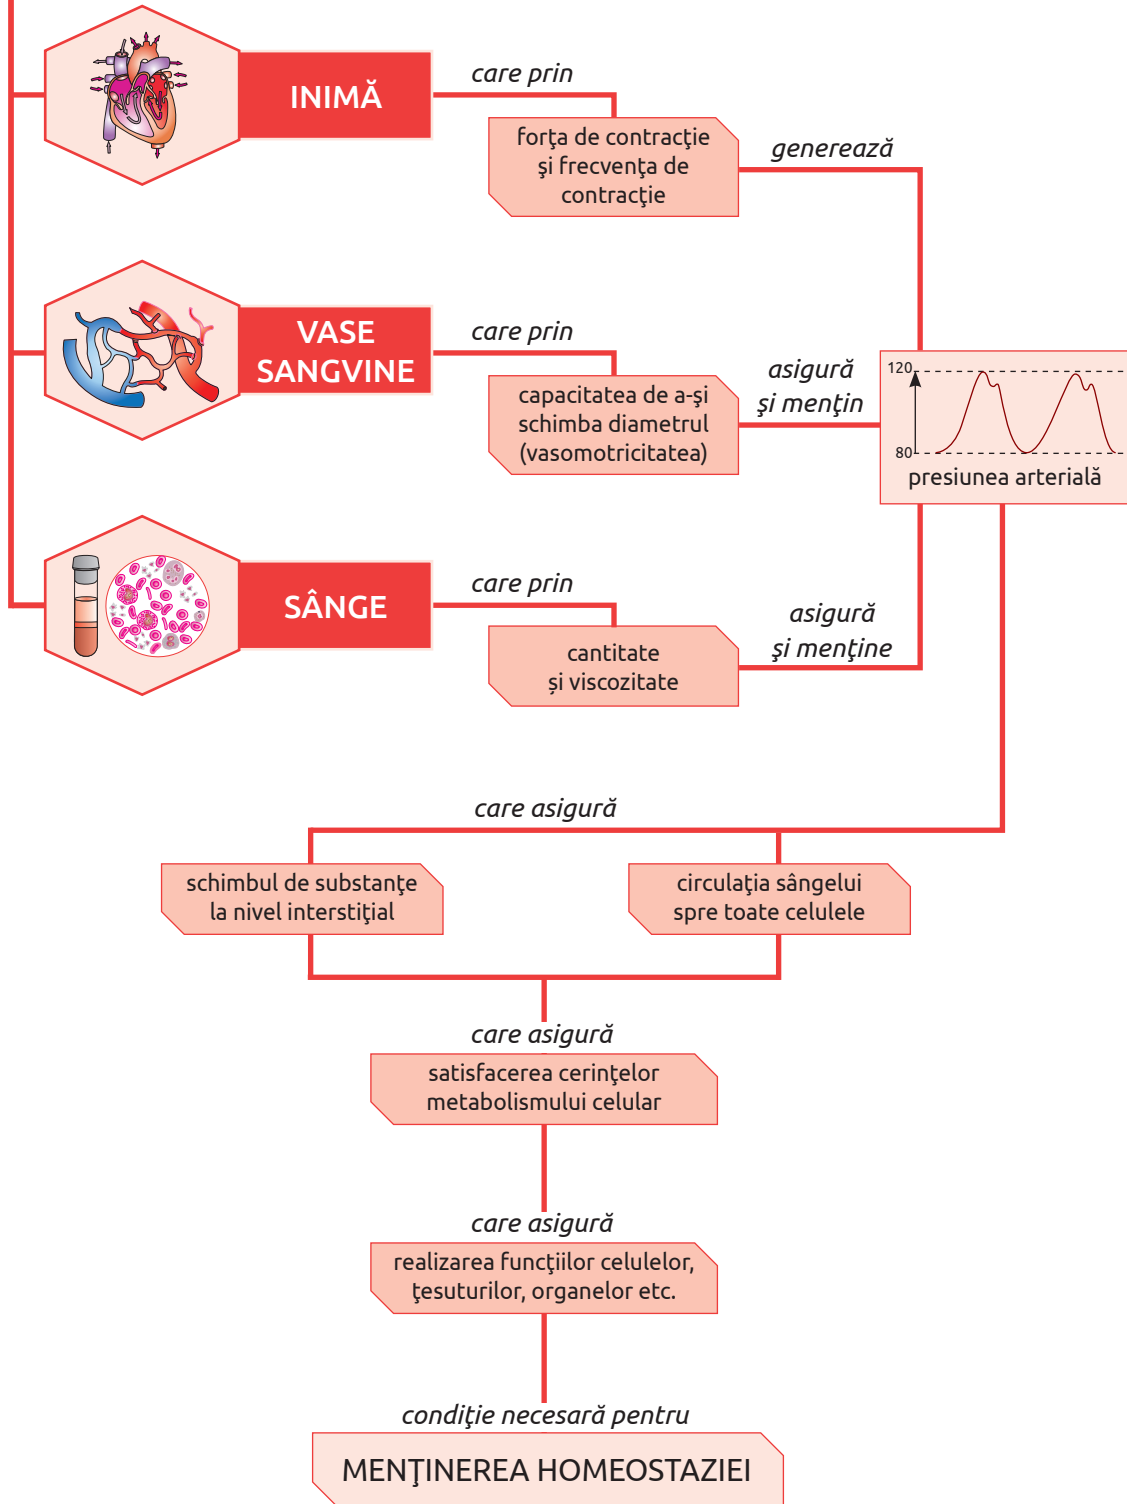 INIMĂ
care prin
forţa de contracţie
şi frecvenţa de
contracţie
generează
VASE
SANGVINE
care prin
capacitatea de a-şi
schimba diametrul
(vasomotricitatea)
asigură
şi menţin
120
80
presiunea arterială
SÂNGE
care prin
cantitate
și viscozitate
asigură
şi menţine
care asigură
schimbul de substanţe
la nivel interstiţial
circulaţia sângelui
spre toate celulele
care asigură
satisfacerea cerinţelor
metabolismului celular
care asigură
realizarea funcţiilor celulelor,
ţesuturilor, organelor etc.
condiţie necesară pentru
MENŢINEREA HOMEOSTAZIEI